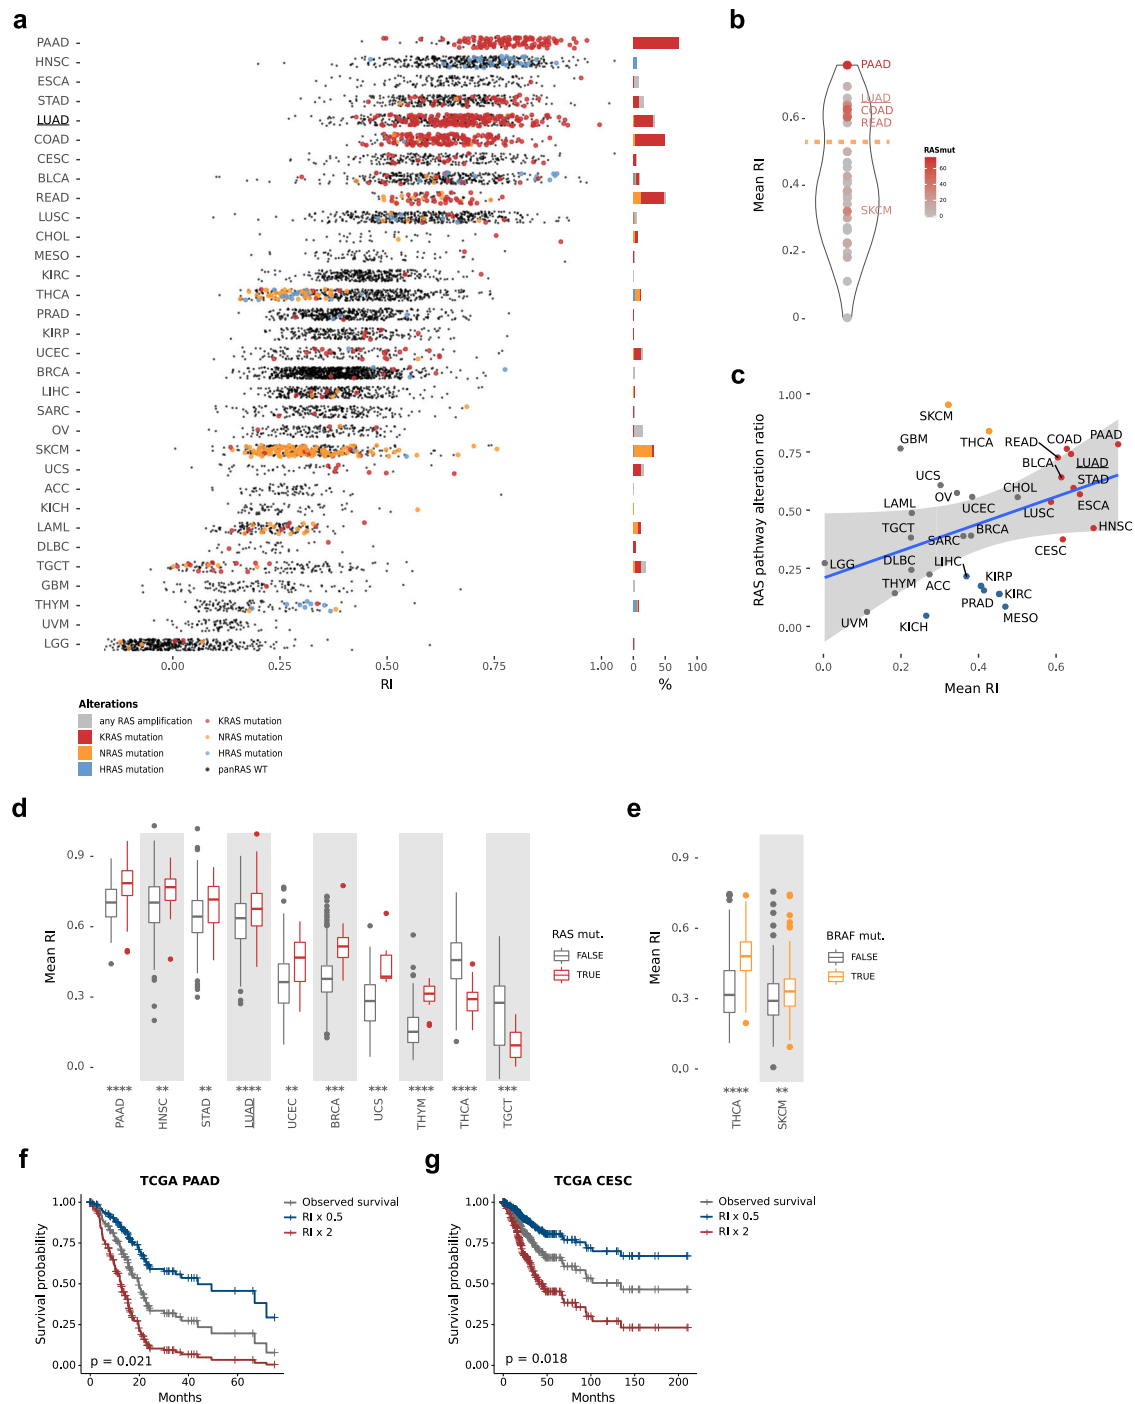 a
PAAD
HNSC
ESCA
STAD
LUAD
COAD
CESC
BLCA
READ
LUSC
CHOL
MESO
KIRC
THCA
PRAD
KIRP
UCEC
BRCA
LIHC
SARC
OV
SKCM
UCS
ACC
KICH
LAML
DLBC
TGCT
GBM
THYM
UVM
LGG
0.00 0.25 0.50 0.75 1.00
RI
0 50 100
%
Alterations
any RAS amplification
KRAS mutation
NRAS mutation
HRAS mutation
KRAS mutation
NRAS mutation
HRAS mutation
panRAS WT
b
Mean RI
0.6
0.4
0.2
0
PAAD
LUAD
COAD
READ
SKCM
RASmut
60
40
20
0
c
RAS pathway alteration ratio
1.00
0.75
0.50
0.25
0.00
SKCM
THCA
GBM
READ
COAD
PAAD
BLCA
LUAD
UCS
STAD
OV
CHOL
LAML
UCEC
LUSC
ESCA
TGCT
BRCA
HNSC
SARC
CESC
LGG
DLBC
LIHC
THYM
ACC
KIRP
PRAD
KIRC
UVM
KICH
MESO
0.0 0.2 0.4 0.6
Mean RI
d
Mean RI
0.9
0.6
0.3
0.0
**** ** ** **** ** *** *** **** **** ***
PAAD
HNSC
STAD
LUAD
UCEC
BRCA
UCS
THYM
THCA
TGCT
RAS mut.
FALSE
TRUE
e
Mean RI
0.9
0.6
0.3
0.0
**** **
THCA
SKCM
BRAF mut.
FALSE
TRUE
f
TCGA PAAD
Survival probability
1.00
0.75
0.50
0.25
0.00
p = 0.021
0 20 40 60
Months
Observed survival
RI x 0.5
RI x 2
g
TCGA CESC
Survival probability
1.00
0.75
0.50
0.25
0.00
p = 0.018
0 50 100 150 200
Months
Observed survival
RI x 0.5
RI x 2